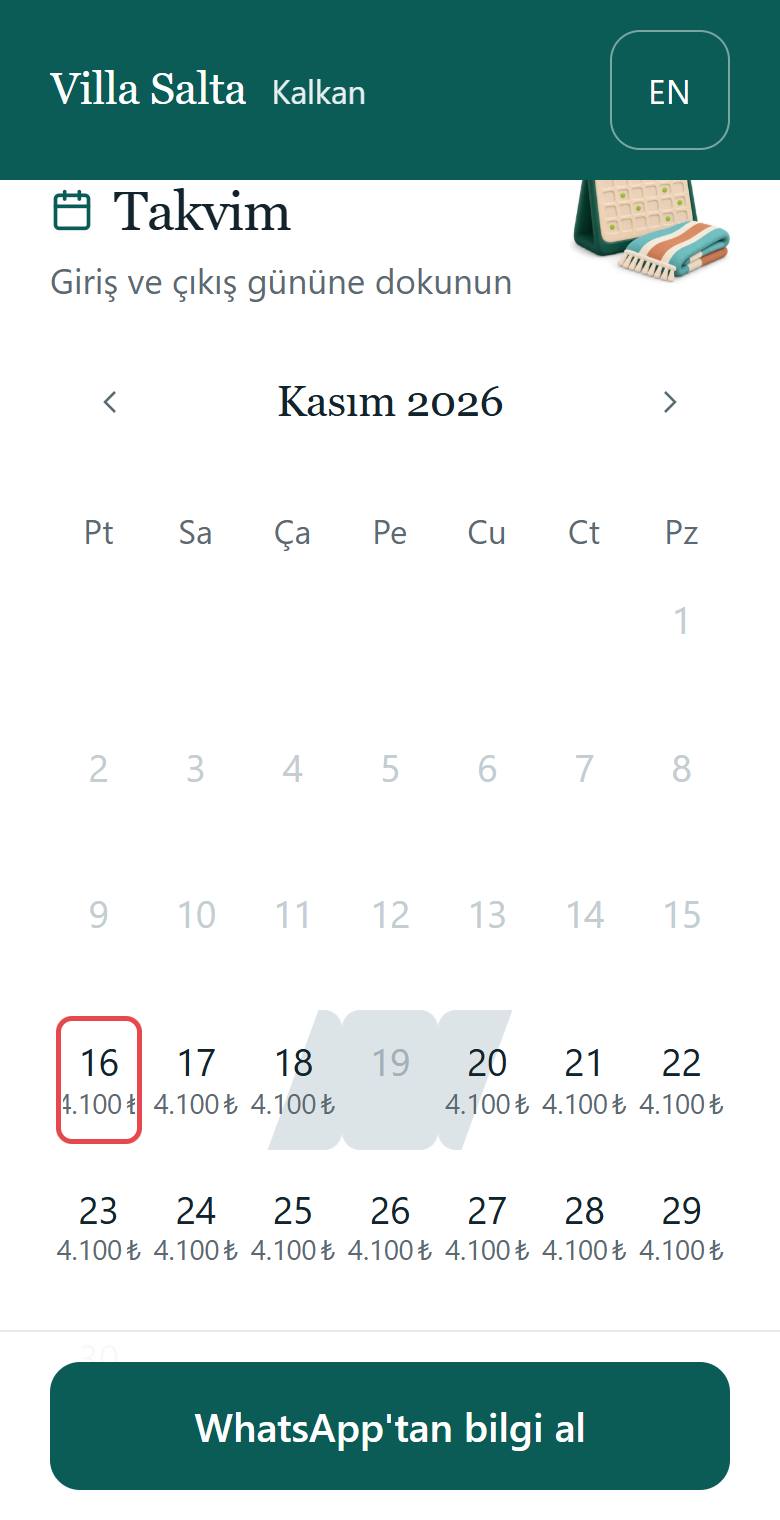 Villa Salta Kalkan EN
Takvim
Giriş ve çıkış gününe dokunun
Kasım 2026
Pt Sa Ça Pe Cu Ct Pz
1
2 3 4 5 6 7 8
9 10 11 12 13 14 15
16 17 18 19 20 21 22
4.100 ₺ 4.100 ₺ 4.100 ₺ 4.100 ₺ 4.100 ₺ 4.100 ₺
23 24 25 26 27 28 29
4.100 ₺ 4.100 ₺ 4.100 ₺ 4.100 ₺ 4.100 ₺ 4.100 ₺ 4.100 ₺
30
WhatsApp'tan bilgi al